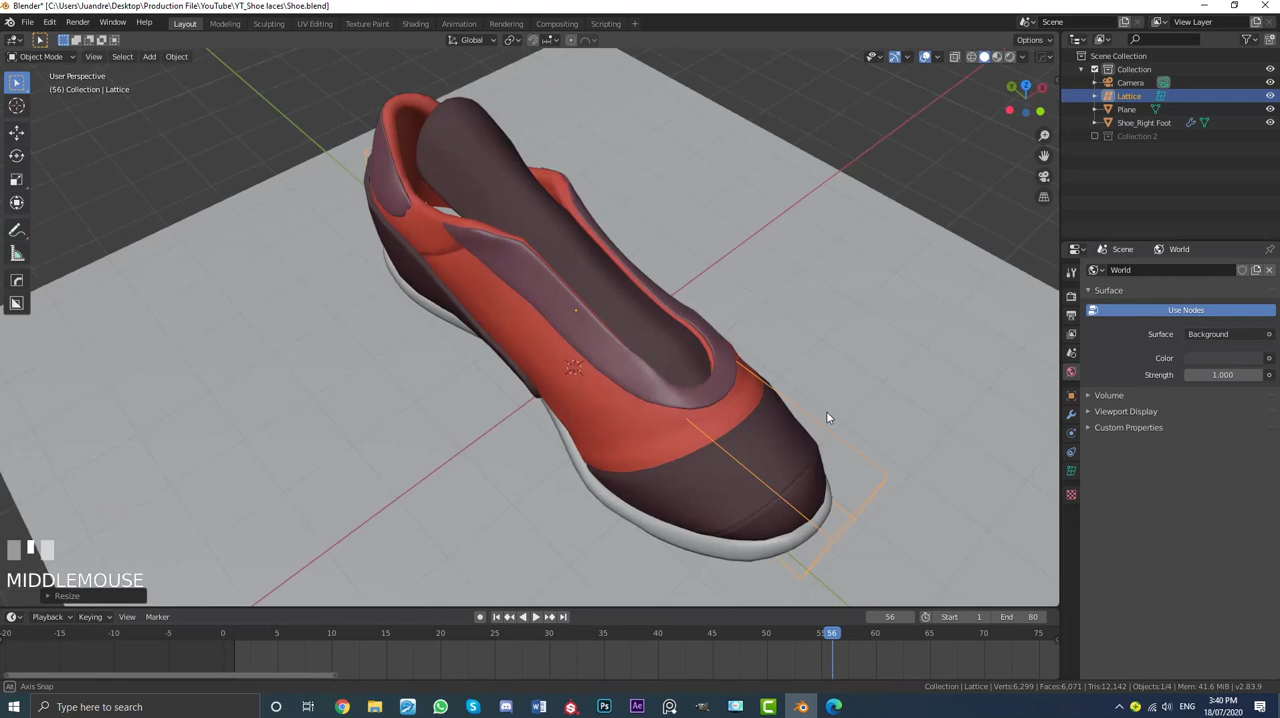 Blender* [C:\Users\Juandre\Desktop\Production File\YouTube\YT_Shoe laces\Shoe.blend]
File Edit Render Window Help Layout Modeling Sculpting UV Editing Texture Paint Shading Animation Rendering Compositing Scripting + Scene View Layer
Global Options
Object Mode View Select Add Object
User Perspective
(56) Collection | Lattice
Scene Collection
Collection
Camera
Lattice
Plane
Shoe_Right Foot
Collection 2
Scene World
World
Surface
Use Nodes
Surface Background
Color
Strength 1.000
Volume
Viewport Display
Custom Properties
MIDDLEMOUSE
Resize
Playback Keying View Marker 56 Start 1 End 80
-20 -15 -10 -5 0 5 10 15 20 25 30 35 40 45 50 55 56 60 65 70 75
Alt Axis Snap Collection | Lattice | Verts:6,299 | Faces:6,071 | Tris:12,142 | Objects:1/4 | Mem: 41.6 MiB | v2.83.9
Type here to search ENG 3:40 PM
18/07/2020